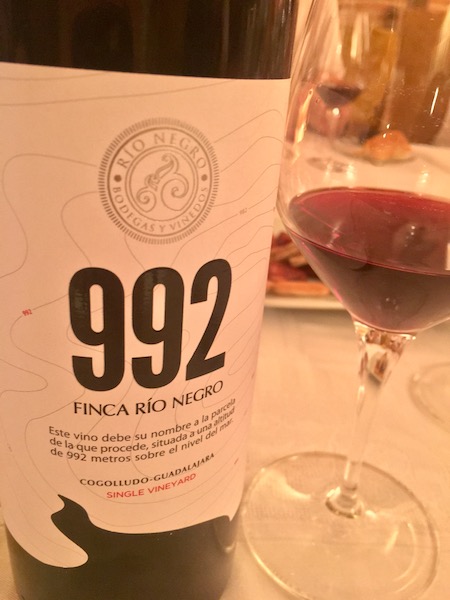 RÍO NEGRO
BODEGAS Y VIÑEDOS
992
992
FINCA RÍO NEGRO
Este vino debe su nombre a la parcela
de la que procede, situada a una altitud
de 992 metros sobre el nivel del mar.
COGOLLUDO-GUADALAJARA
SINGLE VINEYARD